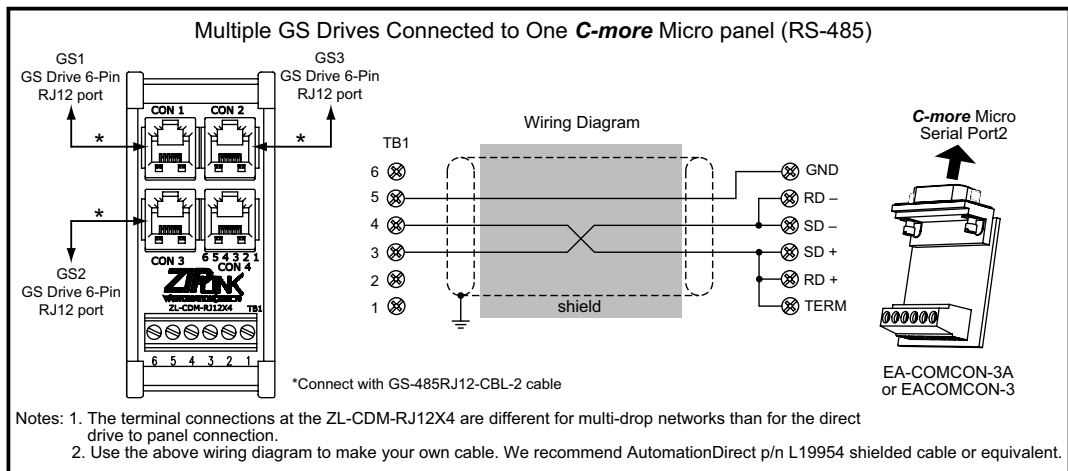 Multiple GS Drives Connected to One C-more Micro panel (RS-485)
GS1
GS Drive 6-Pin
RJ12 port
*
GS3
GS Drive 6-Pin
RJ12 port
*
CON 1 CON 2
*
GS2
GS Drive 6-Pin
RJ12 port
CON 3
6 5 4 3 2 1
CON 4
ZIPLINK
ZL-CDM-RJ12X4 TB1
6 5 4 3 2 1
*Connect with GS-485RJ12-CBL-2 cable
Wiring Diagram
TB1
6
5
4
3
2
1
shield
GND
RD –
SD –
SD +
RD +
TERM
C-more Micro
Serial Port2
EA-COMCON-3A
or EACOMCON-3
Notes: 1. The terminal connections at the ZL-CDM-RJ12X4 are different for multi-drop networks than for the direct
drive to panel connection.
2. Use the above wiring diagram to make your own cable. We recommend AutomationDirect p/n L19954 shielded cable or equivalent.